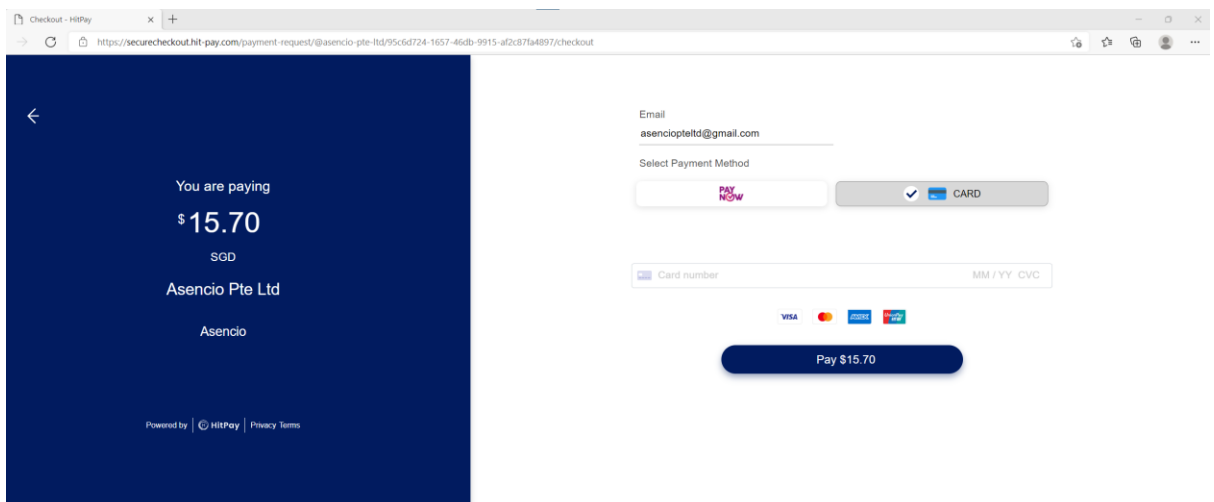 Checkout - HitPay
https://securecheckout.hit-pay.com/payment-request/@asencio-pte-ltd/95c6d724-1657-46db-9915-af2c87fa4897/checkout
You are paying
$15.70
SGD
Asencio Pte Ltd
Asencio
Powered by HitPay Privacy Terms
Email
asenciopteltd@gmail.com
Select Payment Method
PAY
NOW
CARD
Card number MM / YY CVC
VISA
Pay $15.70